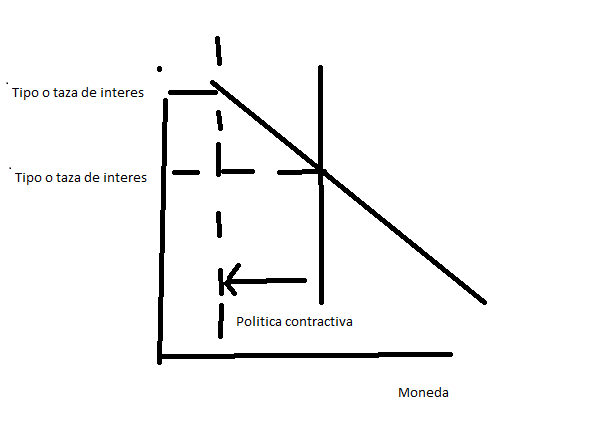 Tipo o taza de interes
Tipo o taza de interes
Politica contractiva
Moneda